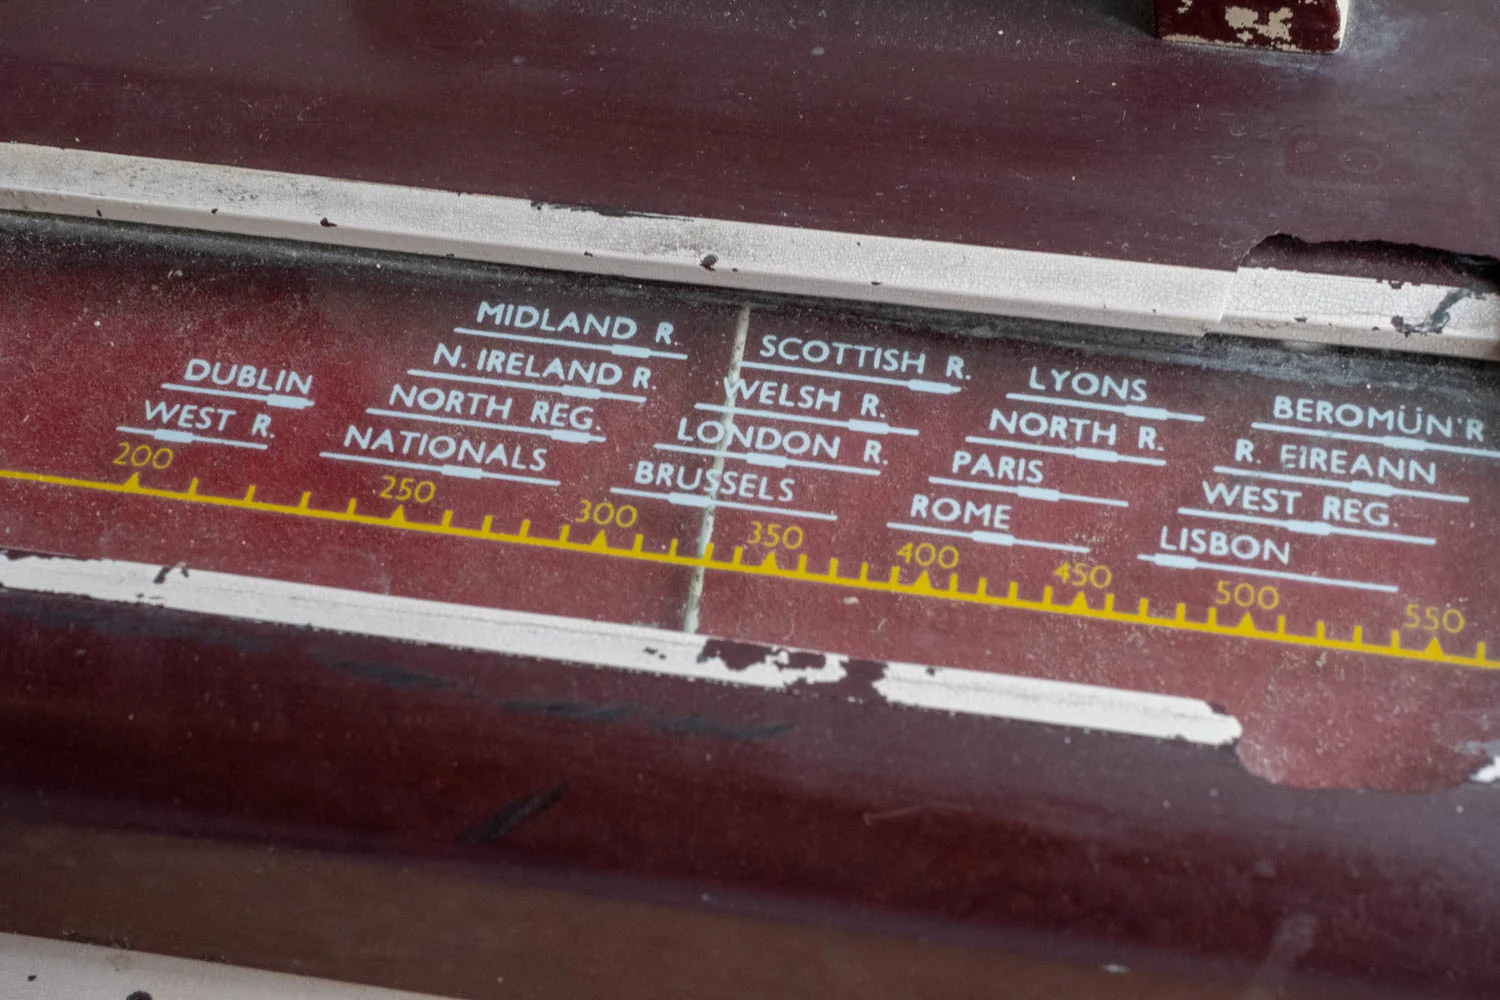 MIDLAND R.
SCOTTISH R.
N. IRELAND R.
LYONS
DUBLIN
WELSH R.
BEROMÜN'R
NORTH REG.
NORTH R.
WEST R.
LONDON R.
R. EIREANN
NATIONALS
PARIS
BRUSSELS
WEST REG.
ROME
LISBON
200 250 300 350 400 450 500 550